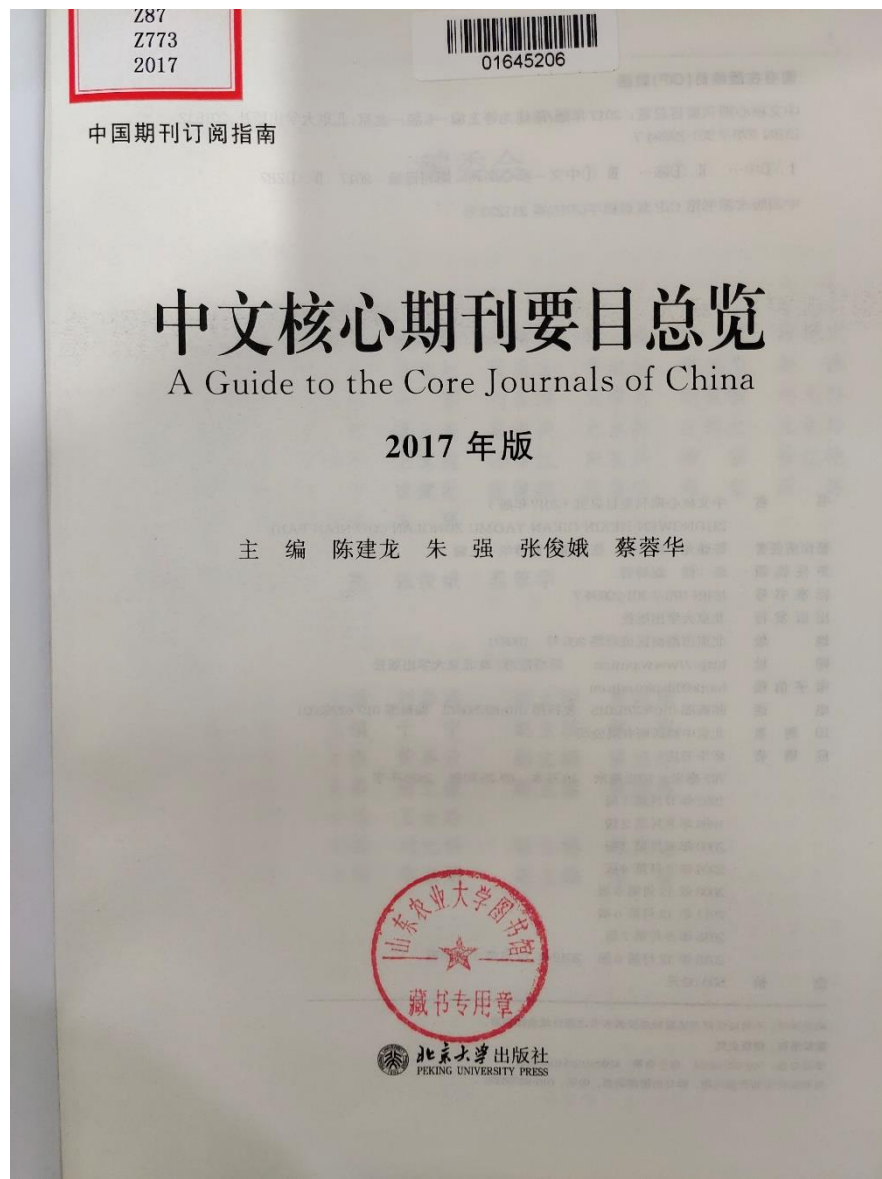 Z87
Z773
2017
01645206
中国期刊订阅指南
中文核心期刊要目总览
A Guide to the Core Journals of China
2017 年版
主 编 陈建龙 朱 强 张俊娥 蔡蓉华
山东农业大学图书馆
藏书专用章
北京大学出版社
PEKING UNIVERSITY PRESS